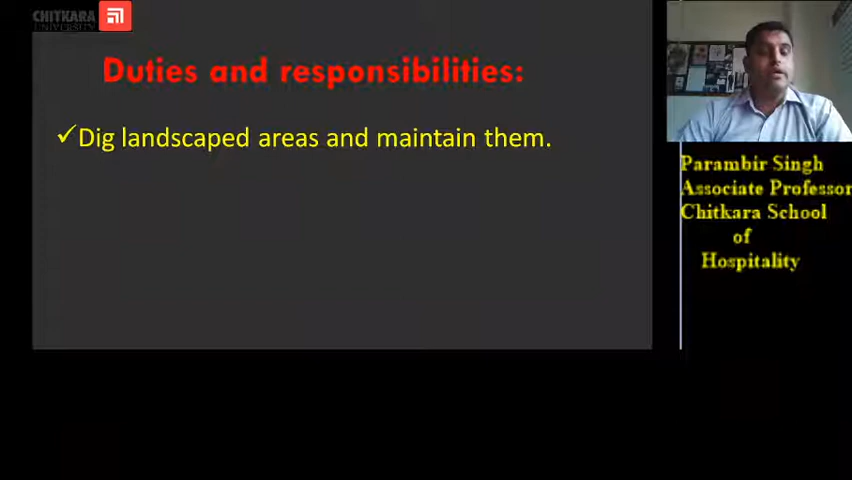 CHITKARA
UNIVERSITY
Duties and responsibilities:
✓Dig landscaped areas and maintain them.
Parambir Singh
Associate Professor
Chitkara School
of
Hospitality